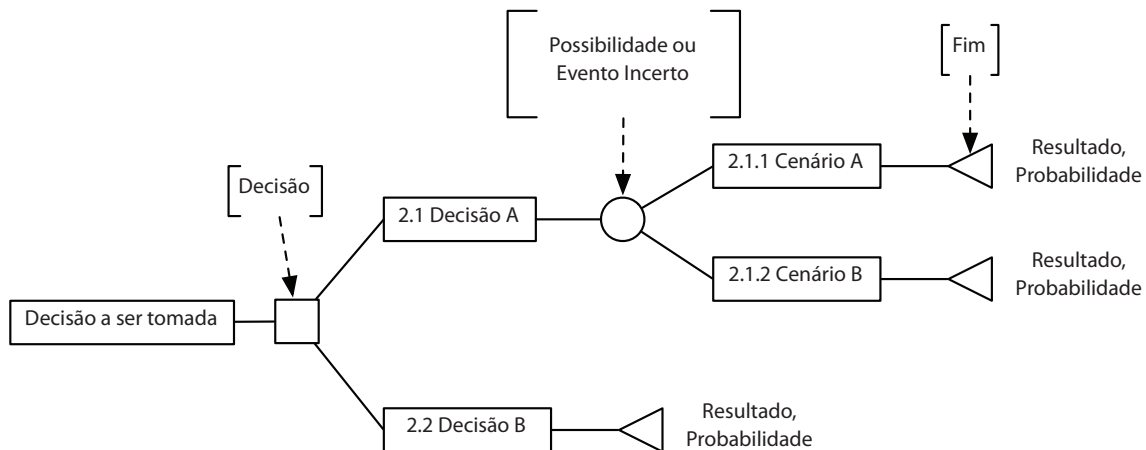 Possibilidade ou
Evento Incerto
Fim
Decisão
2.1.1 Cenário A
Resultado,
Probabilidade
2.1 Decisão A
2.1.2 Cenário B
Resultado,
Probabilidade
Decisão a ser tomada
2.2 Decisão B
Resultado,
Probabilidade